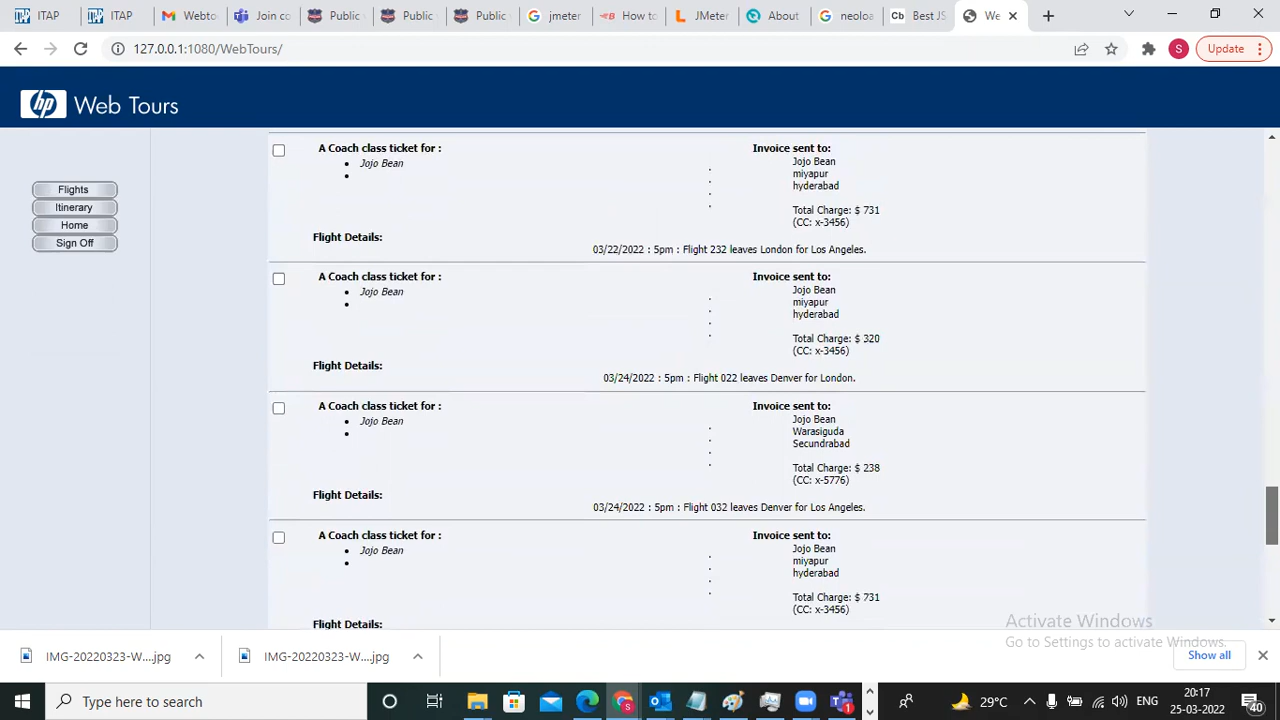 ITAP
ITAP
Webto
Join co
Public
Public
Public
jmeter
How to
JMeter
About
neoloa
Best JS
We
127.0.0.1:1080/WebTours/
S
Update
hp Web Tours
Flights
Itinerary
Home
Sign Off
A Coach class ticket for :
Jojo Bean
Invoice sent to:
Jojo Bean
miyapur
hyderabad
Total Charge: $ 731
(CC: x-3456)
Flight Details:
03/22/2022 : 5pm : Flight 232 leaves London for Los Angeles.
A Coach class ticket for :
Jojo Bean
Invoice sent to:
Jojo Bean
miyapur
hyderabad
Total Charge: $ 320
(CC: x-3456)
Flight Details:
03/24/2022 : 5pm : Flight 022 leaves Denver for London.
A Coach class ticket for :
Jojo Bean
Invoice sent to:
Jojo Bean
Warasiguda
Secundrabad
Total Charge: $ 238
(CC: x-5776)
Flight Details:
03/24/2022 : 5pm : Flight 032 leaves Denver for Los Angeles.
A Coach class ticket for :
Jojo Bean
Invoice sent to:
Jojo Bean
miyapur
hyderabad
Total Charge: $ 731
(CC: x-3456)
Flight Details:
Activate Windows
Go to Settings to activate Windows.
IMG-20220323-W....jpg
IMG-20220323-W....jpg
Show all
Type here to search
29°C
ENG
20:17
25-03-2022
40